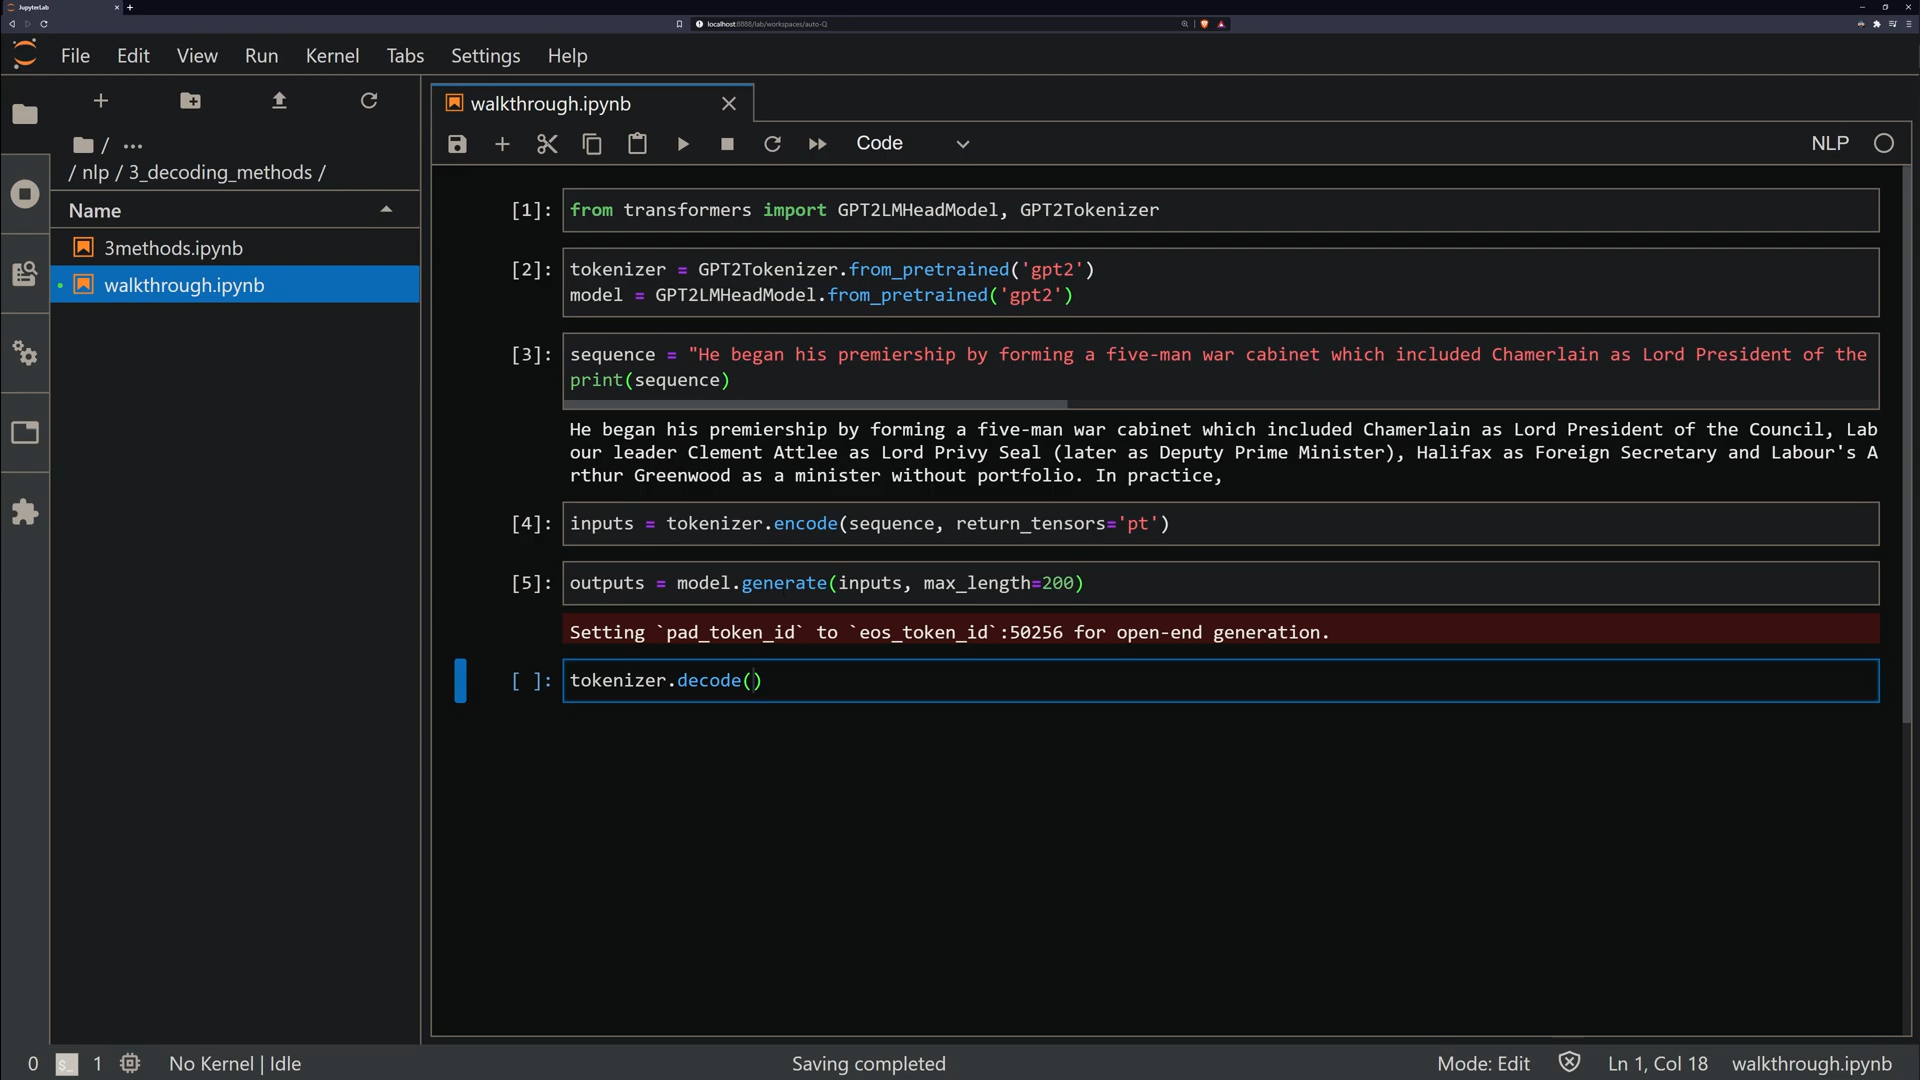 JupyterLab
localhost:8888/lab/workspaces/auto-Q
File Edit View Run Kernel Tabs Settings Help
walkthrough.ipynb
Code
NLP
/ ...
/ nlp / 3_decoding_methods /
Name
3methods.ipynb
walkthrough.ipynb
[1]: from transformers import GPT2LMHeadModel, GPT2Tokenizer
[2]: tokenizer = GPT2Tokenizer.from_pretrained('gpt2')
model = GPT2LMHeadModel.from_pretrained('gpt2')
[3]: sequence = "He began his premiership by forming a five-man war cabinet which included Chamerlain as Lord President of the
print(sequence)
He began his premiership by forming a five-man war cabinet which included Chamerlain as Lord President of the Council, Lab
our leader Clement Attlee as Lord Privy Seal (later as Deputy Prime Minister), Halifax as Foreign Secretary and Labour's A
rthur Greenwood as a minister without portfolio. In practice,
[4]: inputs = tokenizer.encode(sequence, return_tensors='pt')
[5]: outputs = model.generate(inputs, max_length=200)
Setting `pad_token_id` to `eos_token_id`:50256 for open-end generation.
[ ]: tokenizer.decode()
0 $_ 1 No Kernel | Idle Saving completed Mode: Edit Ln 1, Col 18 walkthrough.ipynb